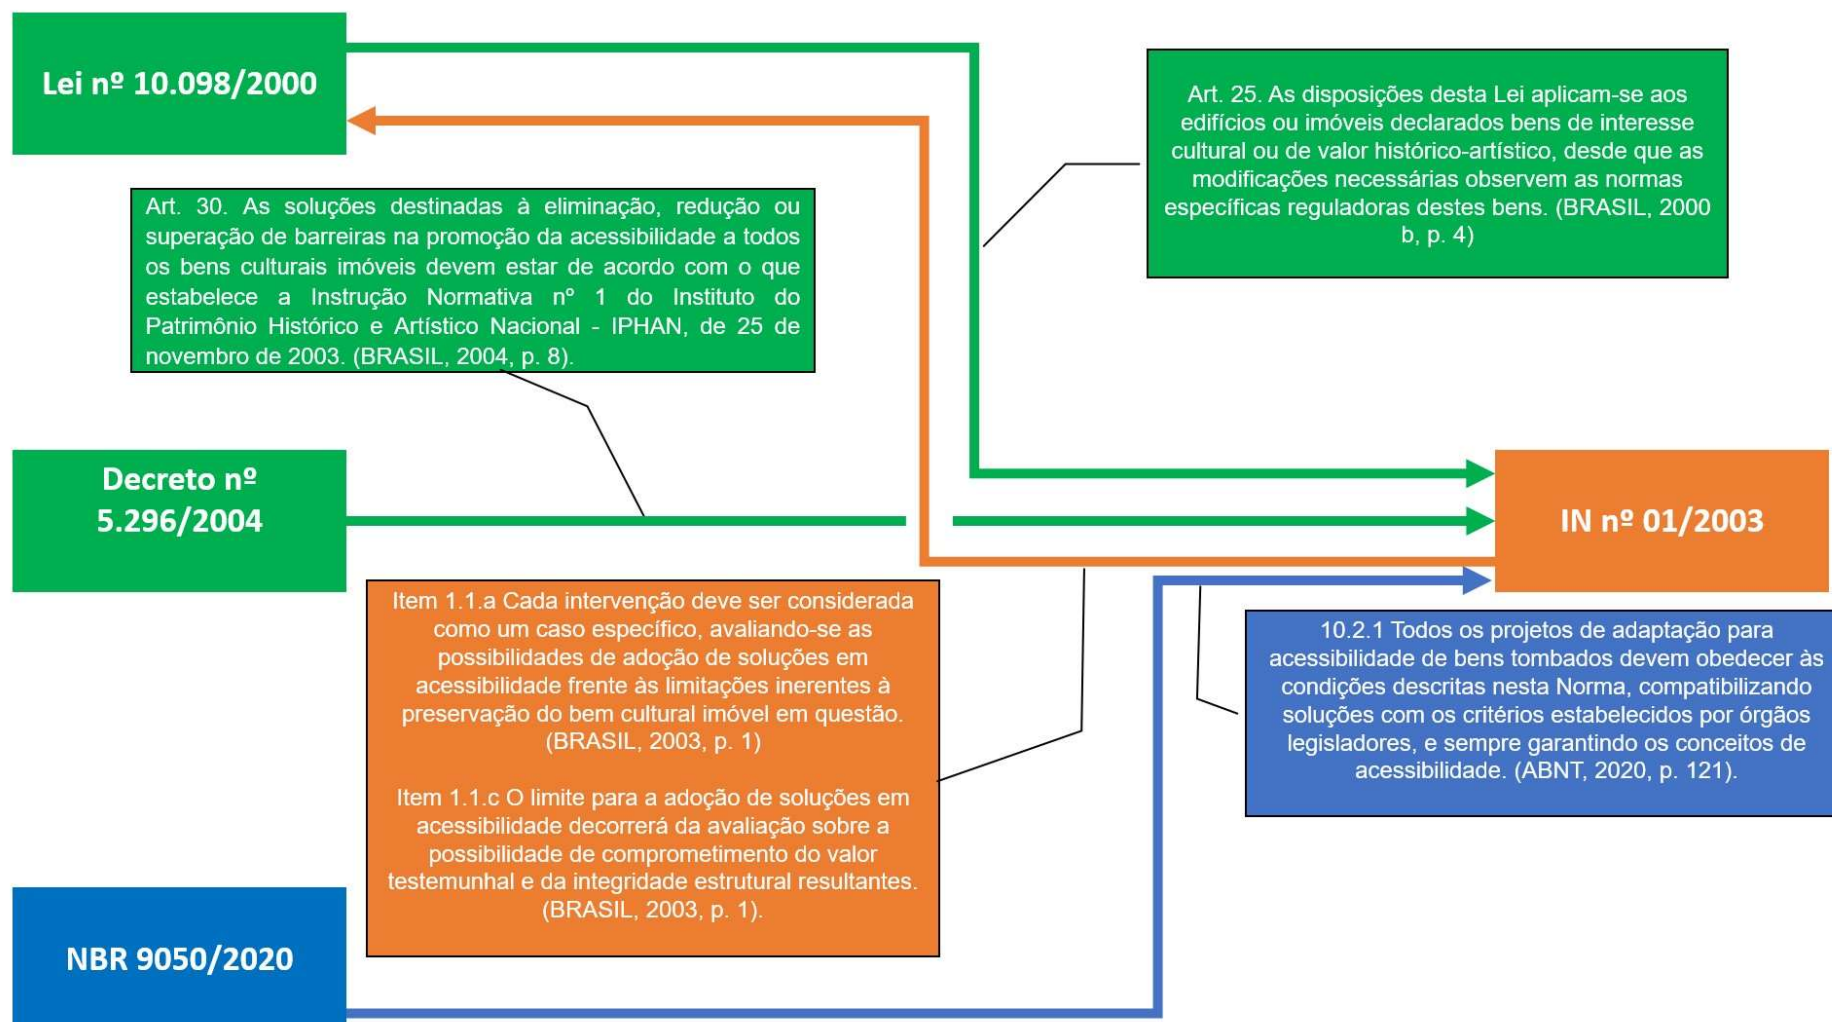 Lei nº 10.098/2000
Art. 25. As disposições desta Lei aplicam-se aos
edifícios ou imóveis declarados bens de interesse
cultural ou de valor histórico-artístico, desde que as
modificações necessárias observem as normas
específicas reguladoras destes bens. (BRASIL, 2000
b, p. 4)
Art. 30. As soluções destinadas à eliminação, redução ou
superação de barreiras na promoção da acessibilidade a todos
os bens culturais imóveis devem estar de acordo com o que
estabelece a Instrução Normativa nº 1 do Instituto do
Patrimônio Histórico e Artístico Nacional - IPHAN, de 25 de
novembro de 2003. (BRASIL, 2004, p. 8).
Decreto nº
5.296/2004
IN nº 01/2003
Item 1.1.a Cada intervenção deve ser considerada
como um caso específico, avaliando-se as
possibilidades de adoção de soluções em
acessibilidade frente às limitações inerentes à
preservação do bem cultural imóvel em questão.
(BRASIL, 2003, p. 1)
Item 1.1.c O limite para a adoção de soluções em
acessibilidade decorrerá da avaliação sobre a
possibilidade de comprometimento do valor
testemunhal e da integridade estrutural resultantes.
(BRASIL, 2003, p. 1).
10.2.1 Todos os projetos de adaptação para
acessibilidade de bens tombados devem obedecer às
condições descritas nesta Norma, compatibilizando
soluções com os critérios estabelecidos por órgãos
legisladores, e sempre garantindo os conceitos de
acessibilidade. (ABNT, 2020, p. 121).
NBR 9050/2020